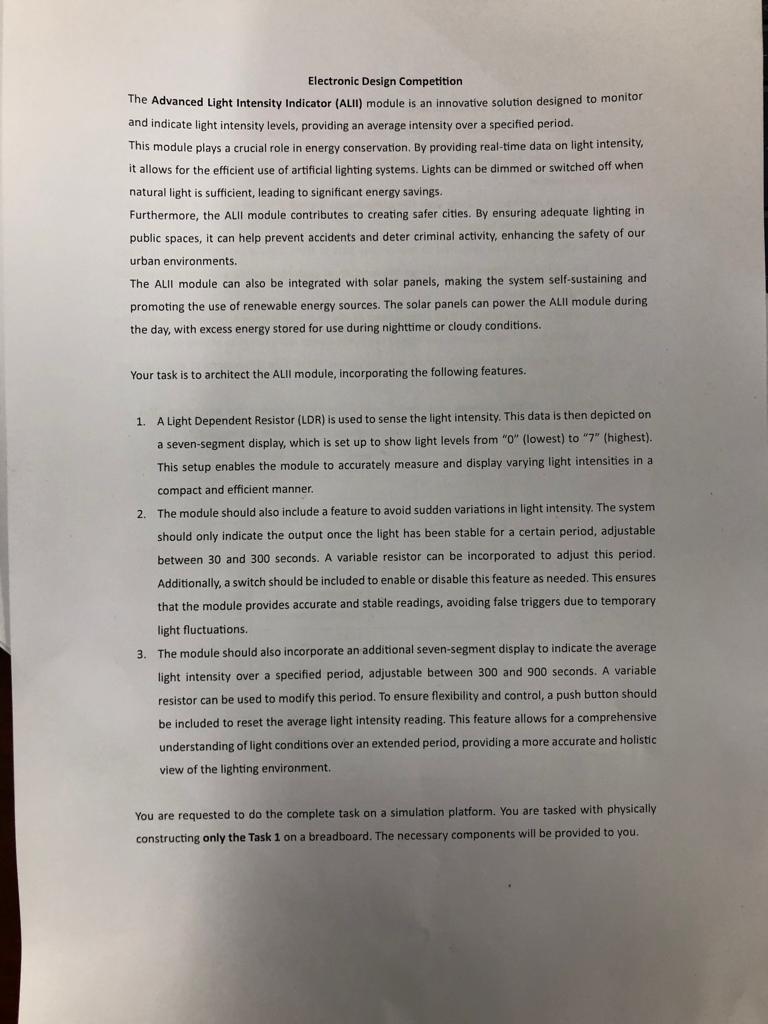 Electronic Design Competition
The Advanced Light Intensity Indicator (ALII) module is an innovative solution designed to monitor
and indicate light intensity levels, providing an average intensity over a specified period.
This module plays a crucial role in energy conservation. By providing real-time data on light intensity,
it allows for the efficient use of artificial lighting systems. Lights can be dimmed or switched off when
natural light is sufficient, leading to significant energy savings.
Furthermore, the ALII module contributes to creating safer cities. By ensuring adequate lighting in
public spaces, it can help prevent accidents and deter criminal activity, enhancing the safety of our
urban environments.
The ALII module can also be integrated with solar panels, making the system self-sustaining and
promoting the use of renewable energy sources. The solar panels can power the ALII module during
the day, with excess energy stored for use during nighttime or cloudy conditions.
Your task is to architect the ALII module, incorporating the following features.
1. A Light Dependent Resistor (LDR) is used to sense the light intensity. This data is then depicted on
a seven-segment display, which is set up to show light levels from “0” (lowest) to “7” (highest).
This setup enables the module to accurately measure and display varying light intensities in a
compact and efficient manner.
2. The module should also include a feature to avoid sudden variations in light intensity. The system
should only indicate the output once the light has been stable for a certain period, adjustable
between 30 and 300 seconds. A variable resistor can be incorporated to adjust this period.
Additionally, a switch should be included to enable or disable this feature as needed. This ensures
that the module provides accurate and stable readings, avoiding false triggers due to temporary
light fluctuations.
3. The module should also incorporate an additional seven-segment display to indicate the average
light intensity over a specified period, adjustable between 300 and 900 seconds. A variable
resistor can be used to modify this period. To ensure flexibility and control, a push button should
be included to reset the average light intensity reading. This feature allows for a comprehensive
understanding of light conditions over an extended period, providing a more accurate and holistic
view of the lighting environment.
You are requested to do the complete task on a simulation platform. You are tasked with physically
constructing only the Task 1 on a breadboard. The necessary components will be provided to you.